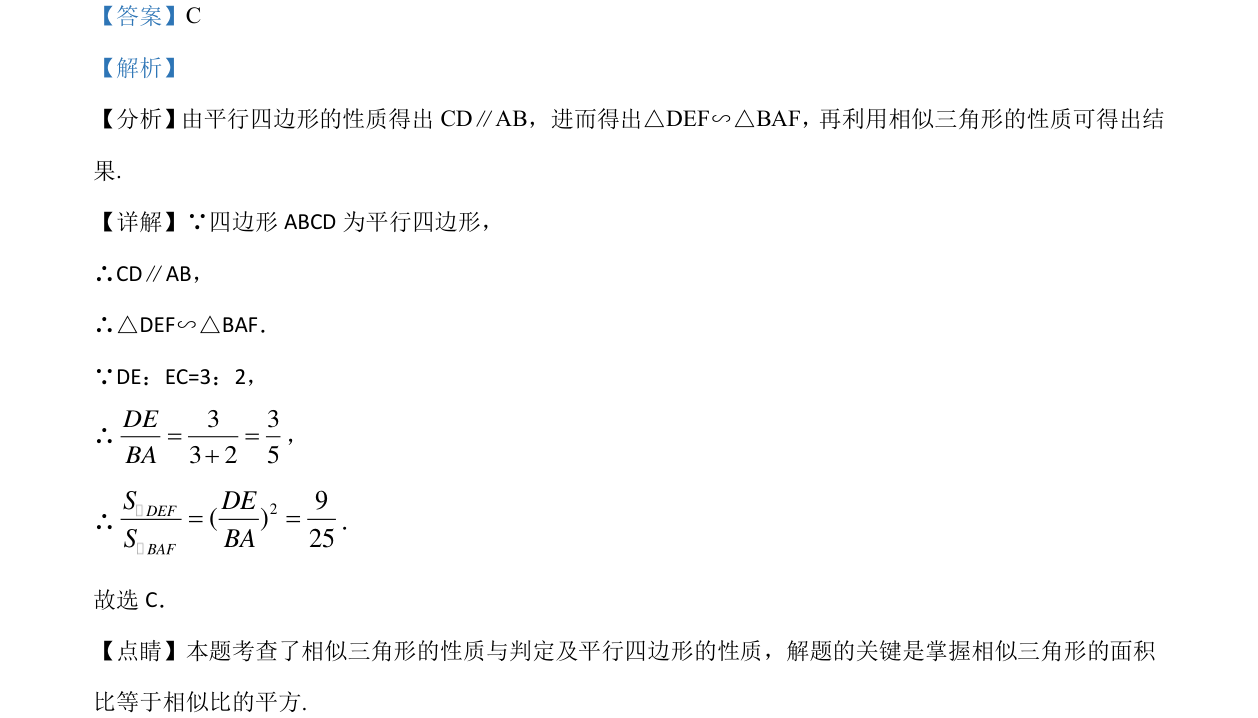 【答案】C
【解析】
【分析】由平行四边形的性质得出 CD∥AB，进而得出△DEF∽△BAF，再利用相似三角形的性质可得出结
果.
【详解】∵四边形 ABCD 为平行四边形，
∴CD∥AB，
∴△DEF∽△BAF．
∵DE：EC=3：2，
∴DE/BA=3/(3+2)=3/5，
∴S□DEF/S□BAF=(DE/BA)²=9/25．
故选 C．
【点睛】本题考查了相似三角形的性质与判定及平行四边形的性质，解题的关键是掌握相似三角形的面积
比等于相似比的平方.